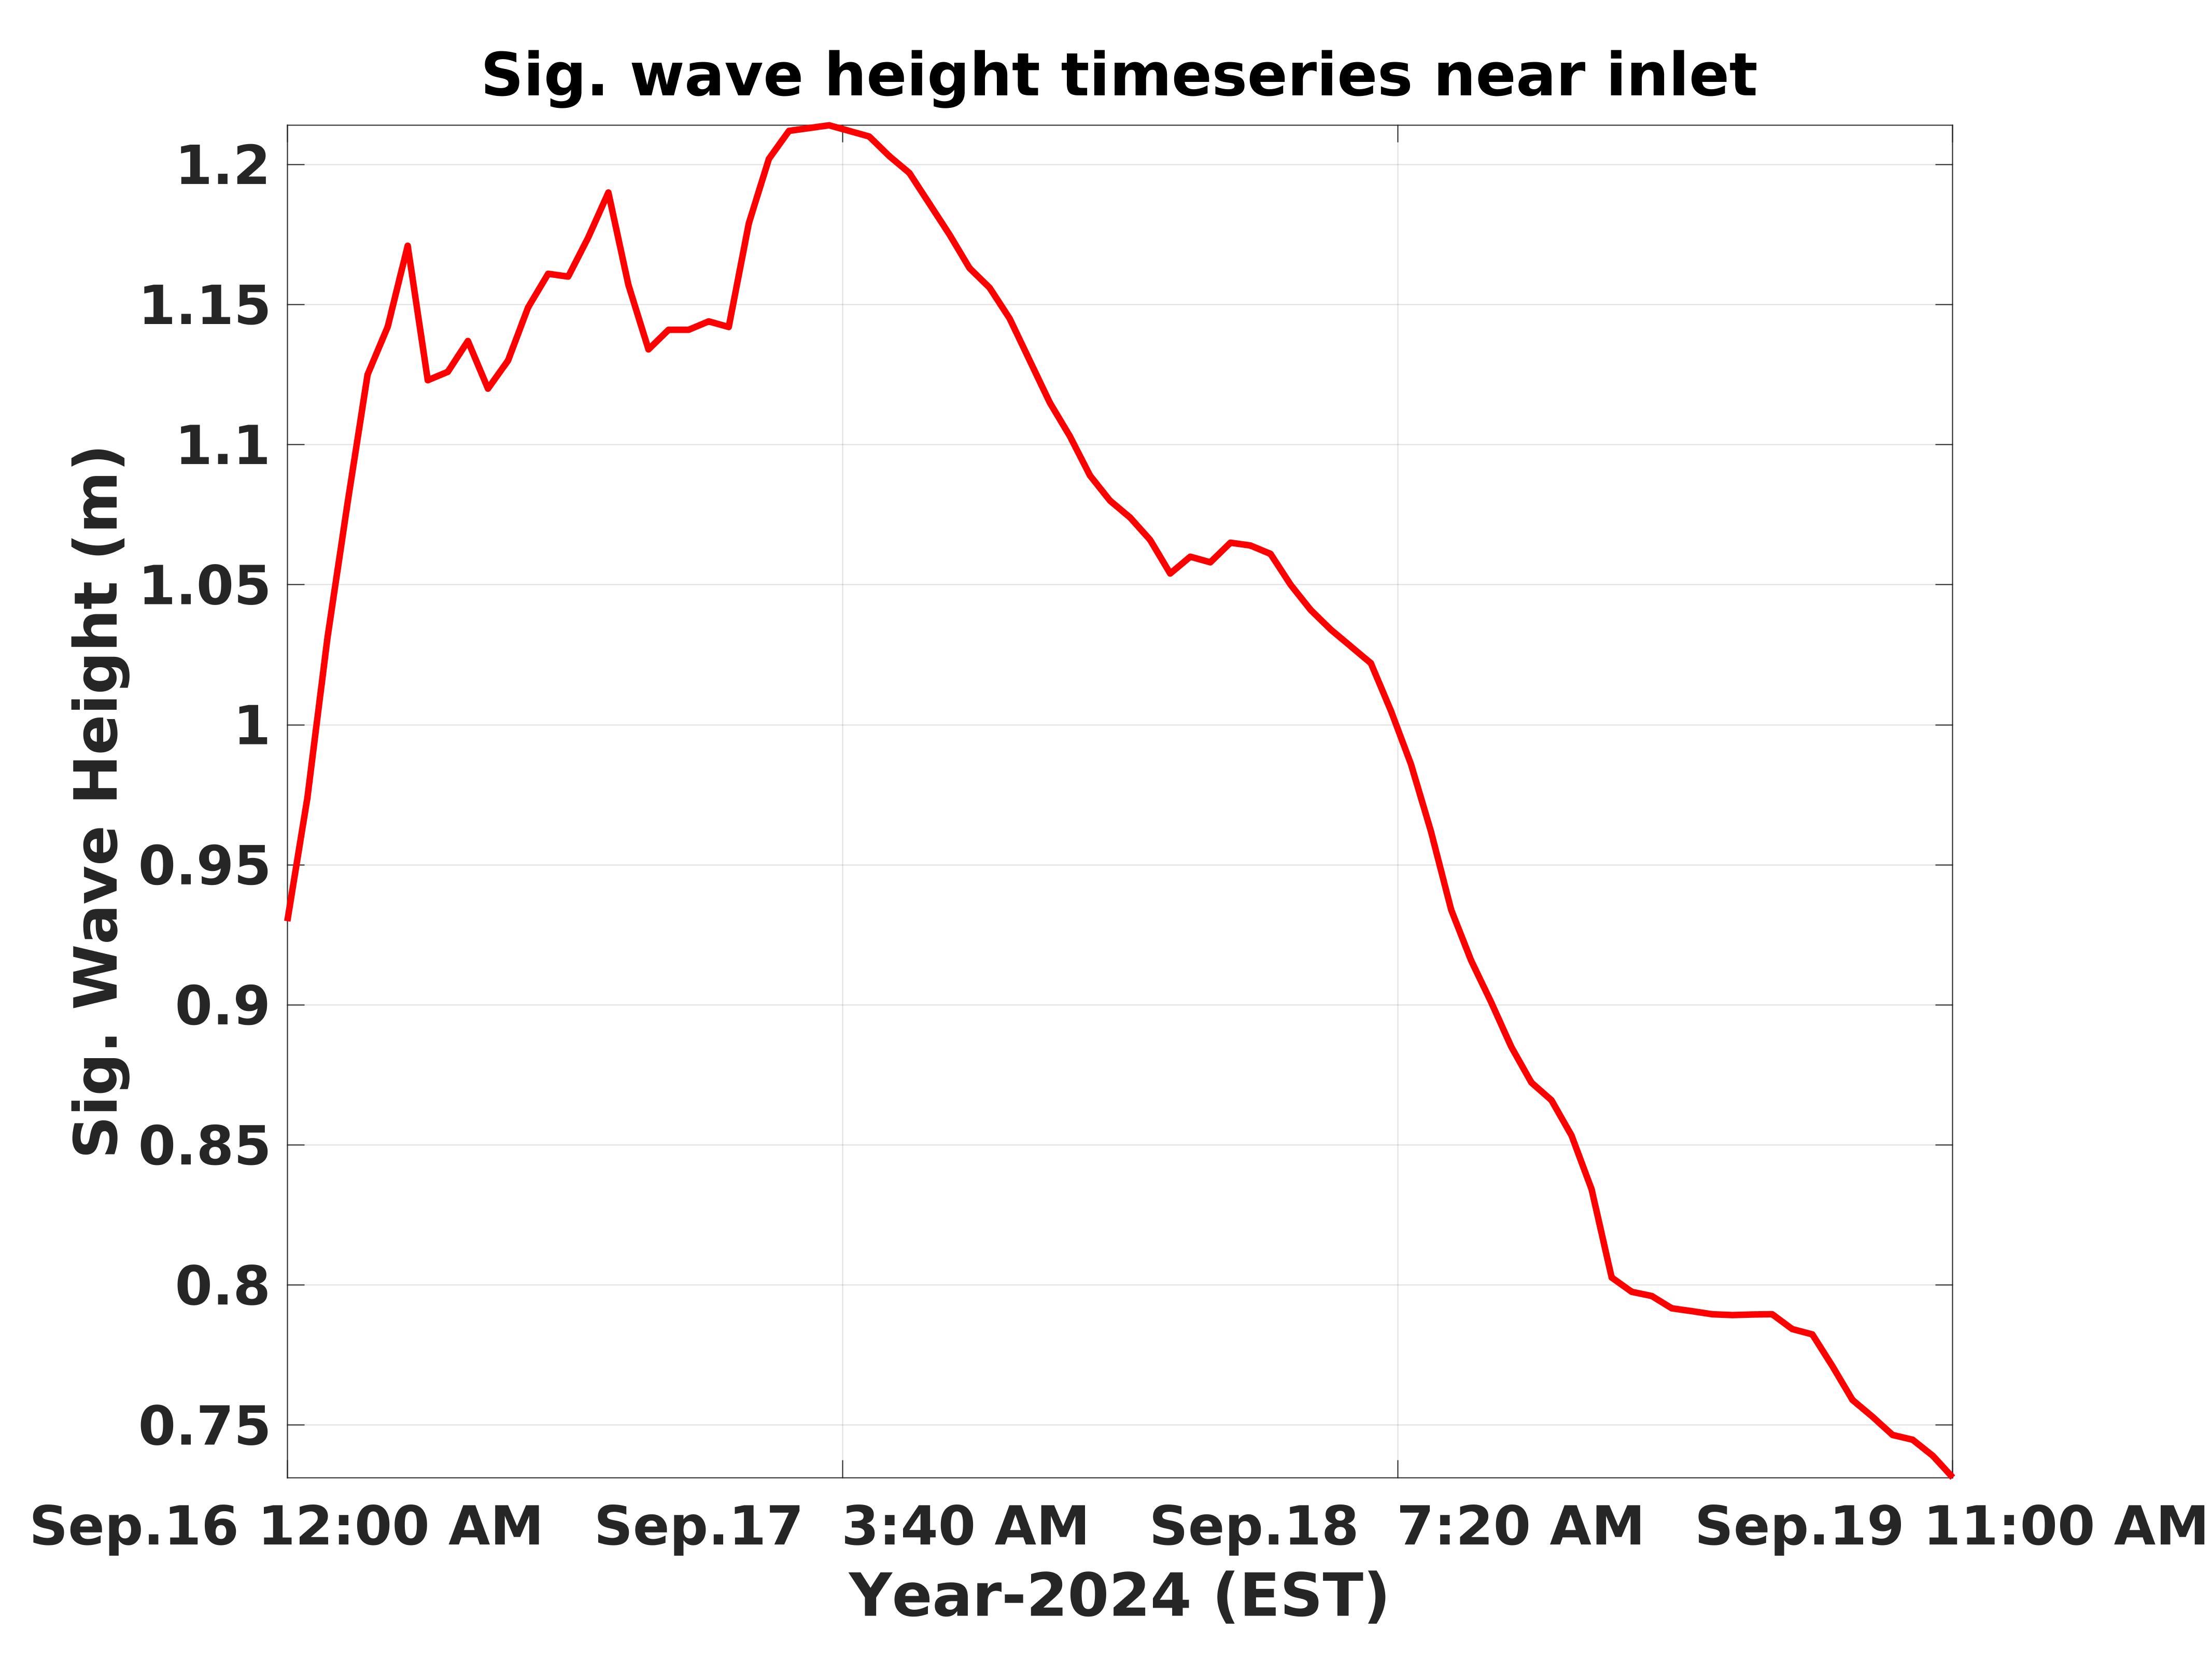 Sig. wave height timeseries near inlet
Sig. Wave Height (m)
1.2
1.15
1.1
1.05
1
0.95
0.9
0.85
0.8
0.75
Sep.16 12:00 AM Sep.17 3:40 AM Sep.18 7:20 AM Sep.19 11:00 AM
Year-2024 (EST)